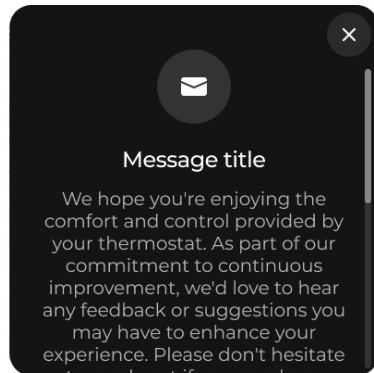 Message title
We hope you're enjoying the
comfort and control provided by
your thermostat. As part of our
commitment to continuous
improvement, we'd love to hear
any feedback or suggestions you
may have to enhance your
experience. Please don't hesitate